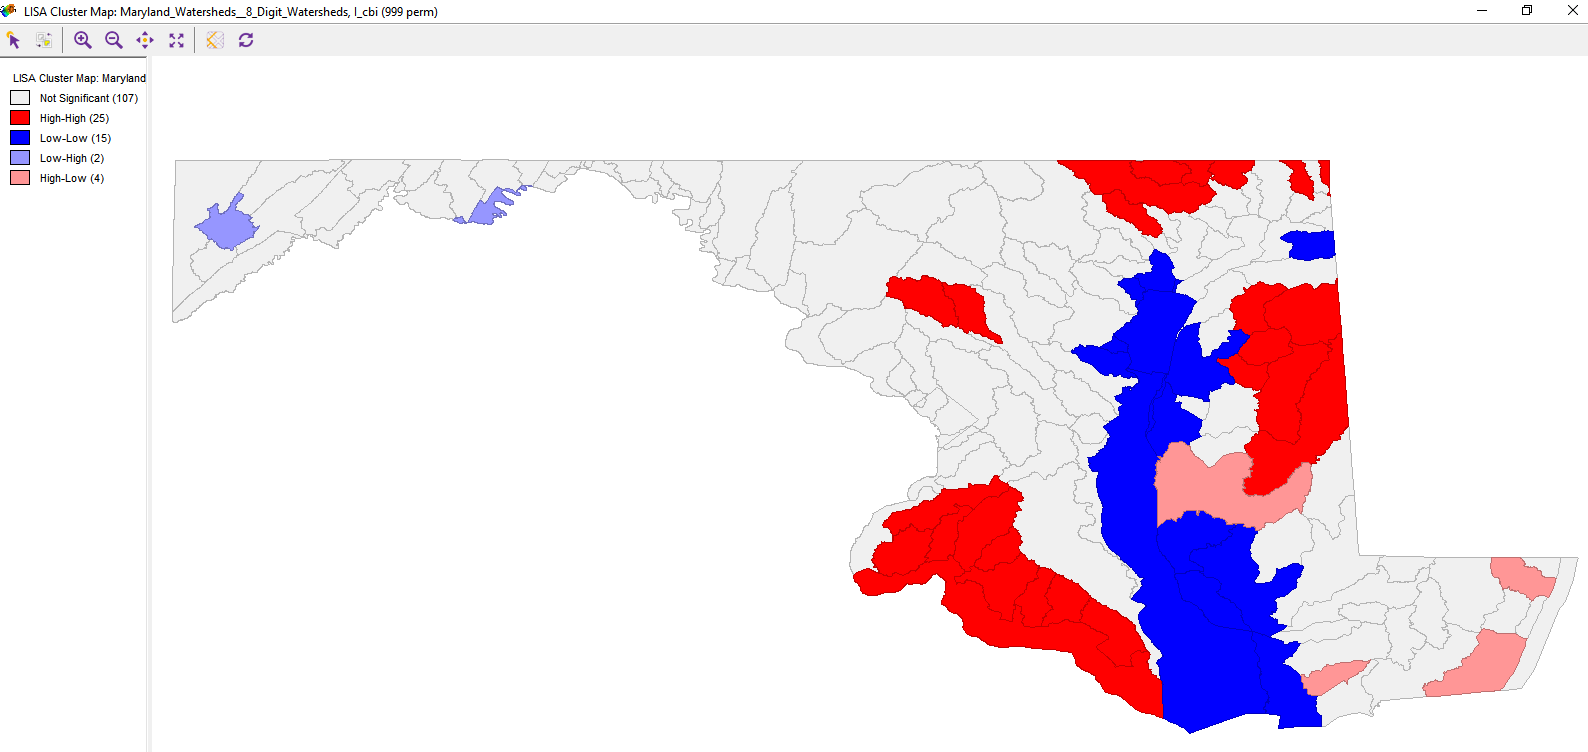 LISA Cluster Map: Maryland_Watersheds__8_Digit_Watersheds, I_cbi (999 perm)
LISA Cluster Map: Maryland
Not Significant (107)
High-High (25)
Low-Low (15)
Low-High (2)
High-Low (4)